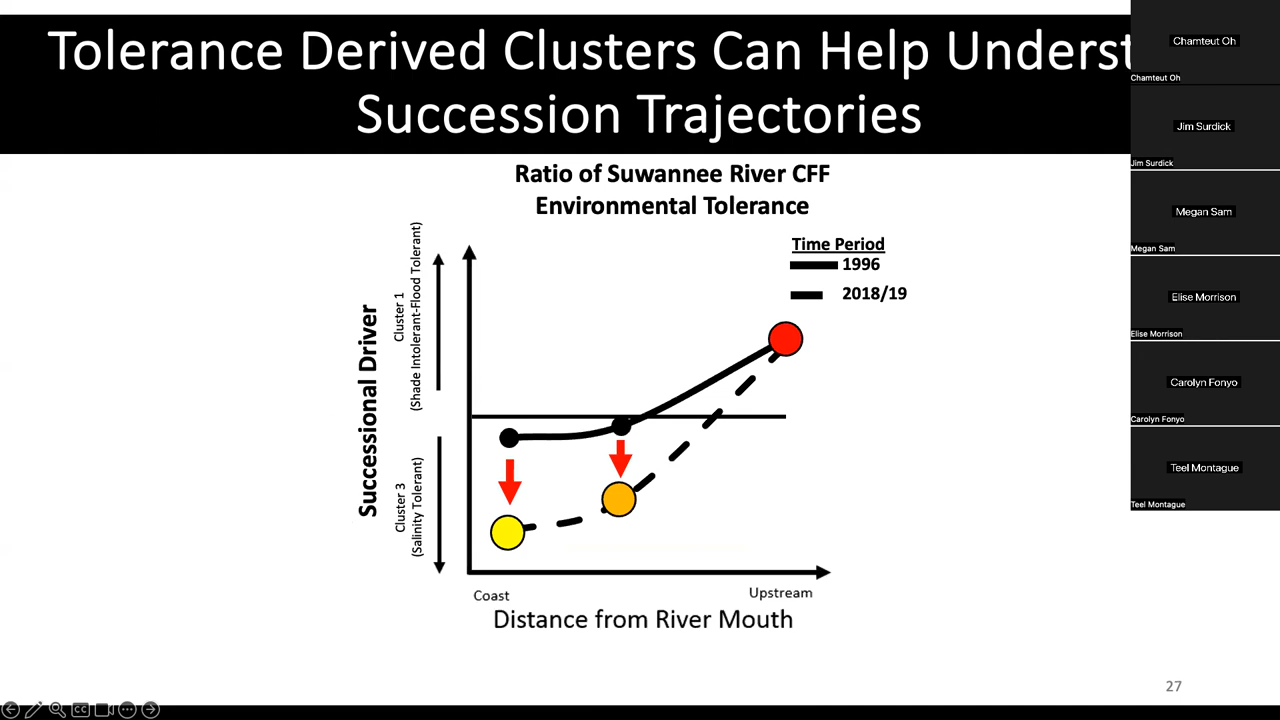 Tolerance Derived Clusters Can Help Underst
Succession Trajectories
Ratio of Suwannee River CFF
Environmental Tolerance
Time Period
1996
2018/19
Successional Driver
Cluster 1
(Shade Intolerant-Flood Tolerant)
Cluster 3
(Salinity Tolerant)
Coast
Upstream
Distance from River Mouth
27
CC
Chamteut Oh
Chamteut Oh
Jim Surdick
Jim Surdick
Megan Sam
Megan Sam
Elise Morrison
Elise Morrison
Carolyn Fonyo
Carolyn Fonyo
Teel Montague
Teel Montague